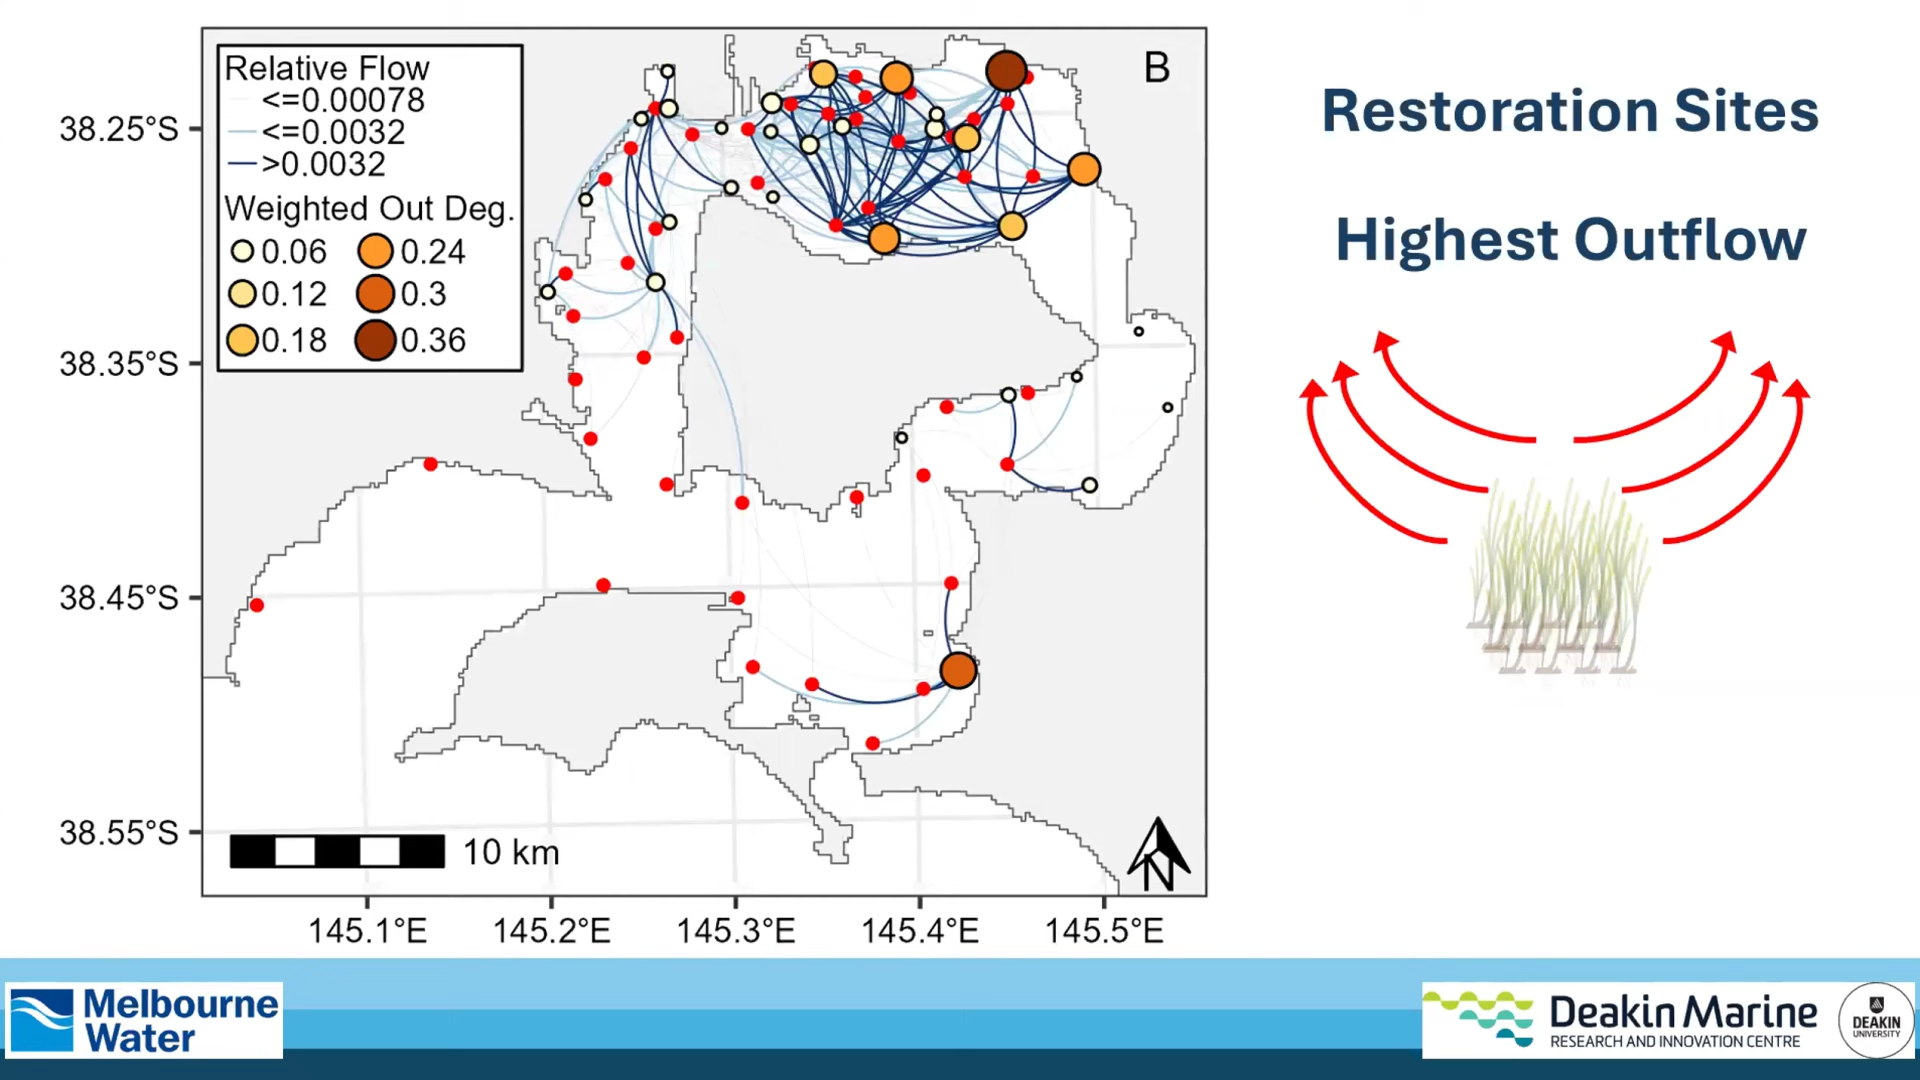 Relative Flow
<=0.00078
<=0.0032
>0.0032
Weighted Out Deg.
0.06 0.24
0.12 0.3
0.18 0.36
B
38.25°S
38.35°S
38.45°S
38.55°S
10 km
N
145.1°E 145.2°E 145.3°E 145.4°E 145.5°E
Restoration Sites
Highest Outflow
Melbourne
Water
Deakin Marine
RESEARCH AND INNOVATION CENTRE
DEAKIN
UNIVERSITY